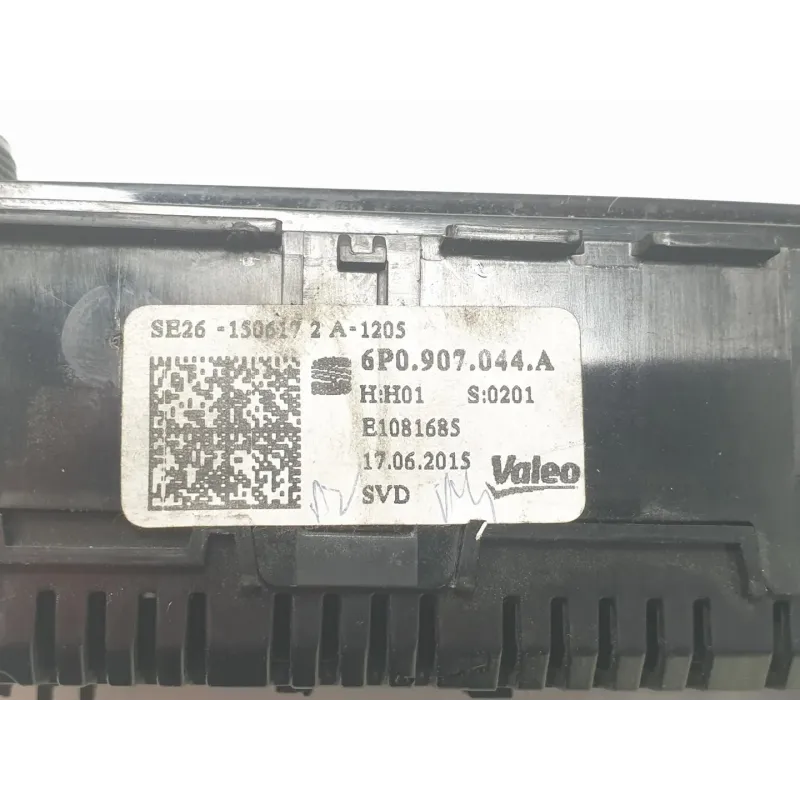 SE26 -150617 2 A-1205
6P0.907.044.A
H:H01 S:0201
E1081685
17.06.2015 Valeo
SVD